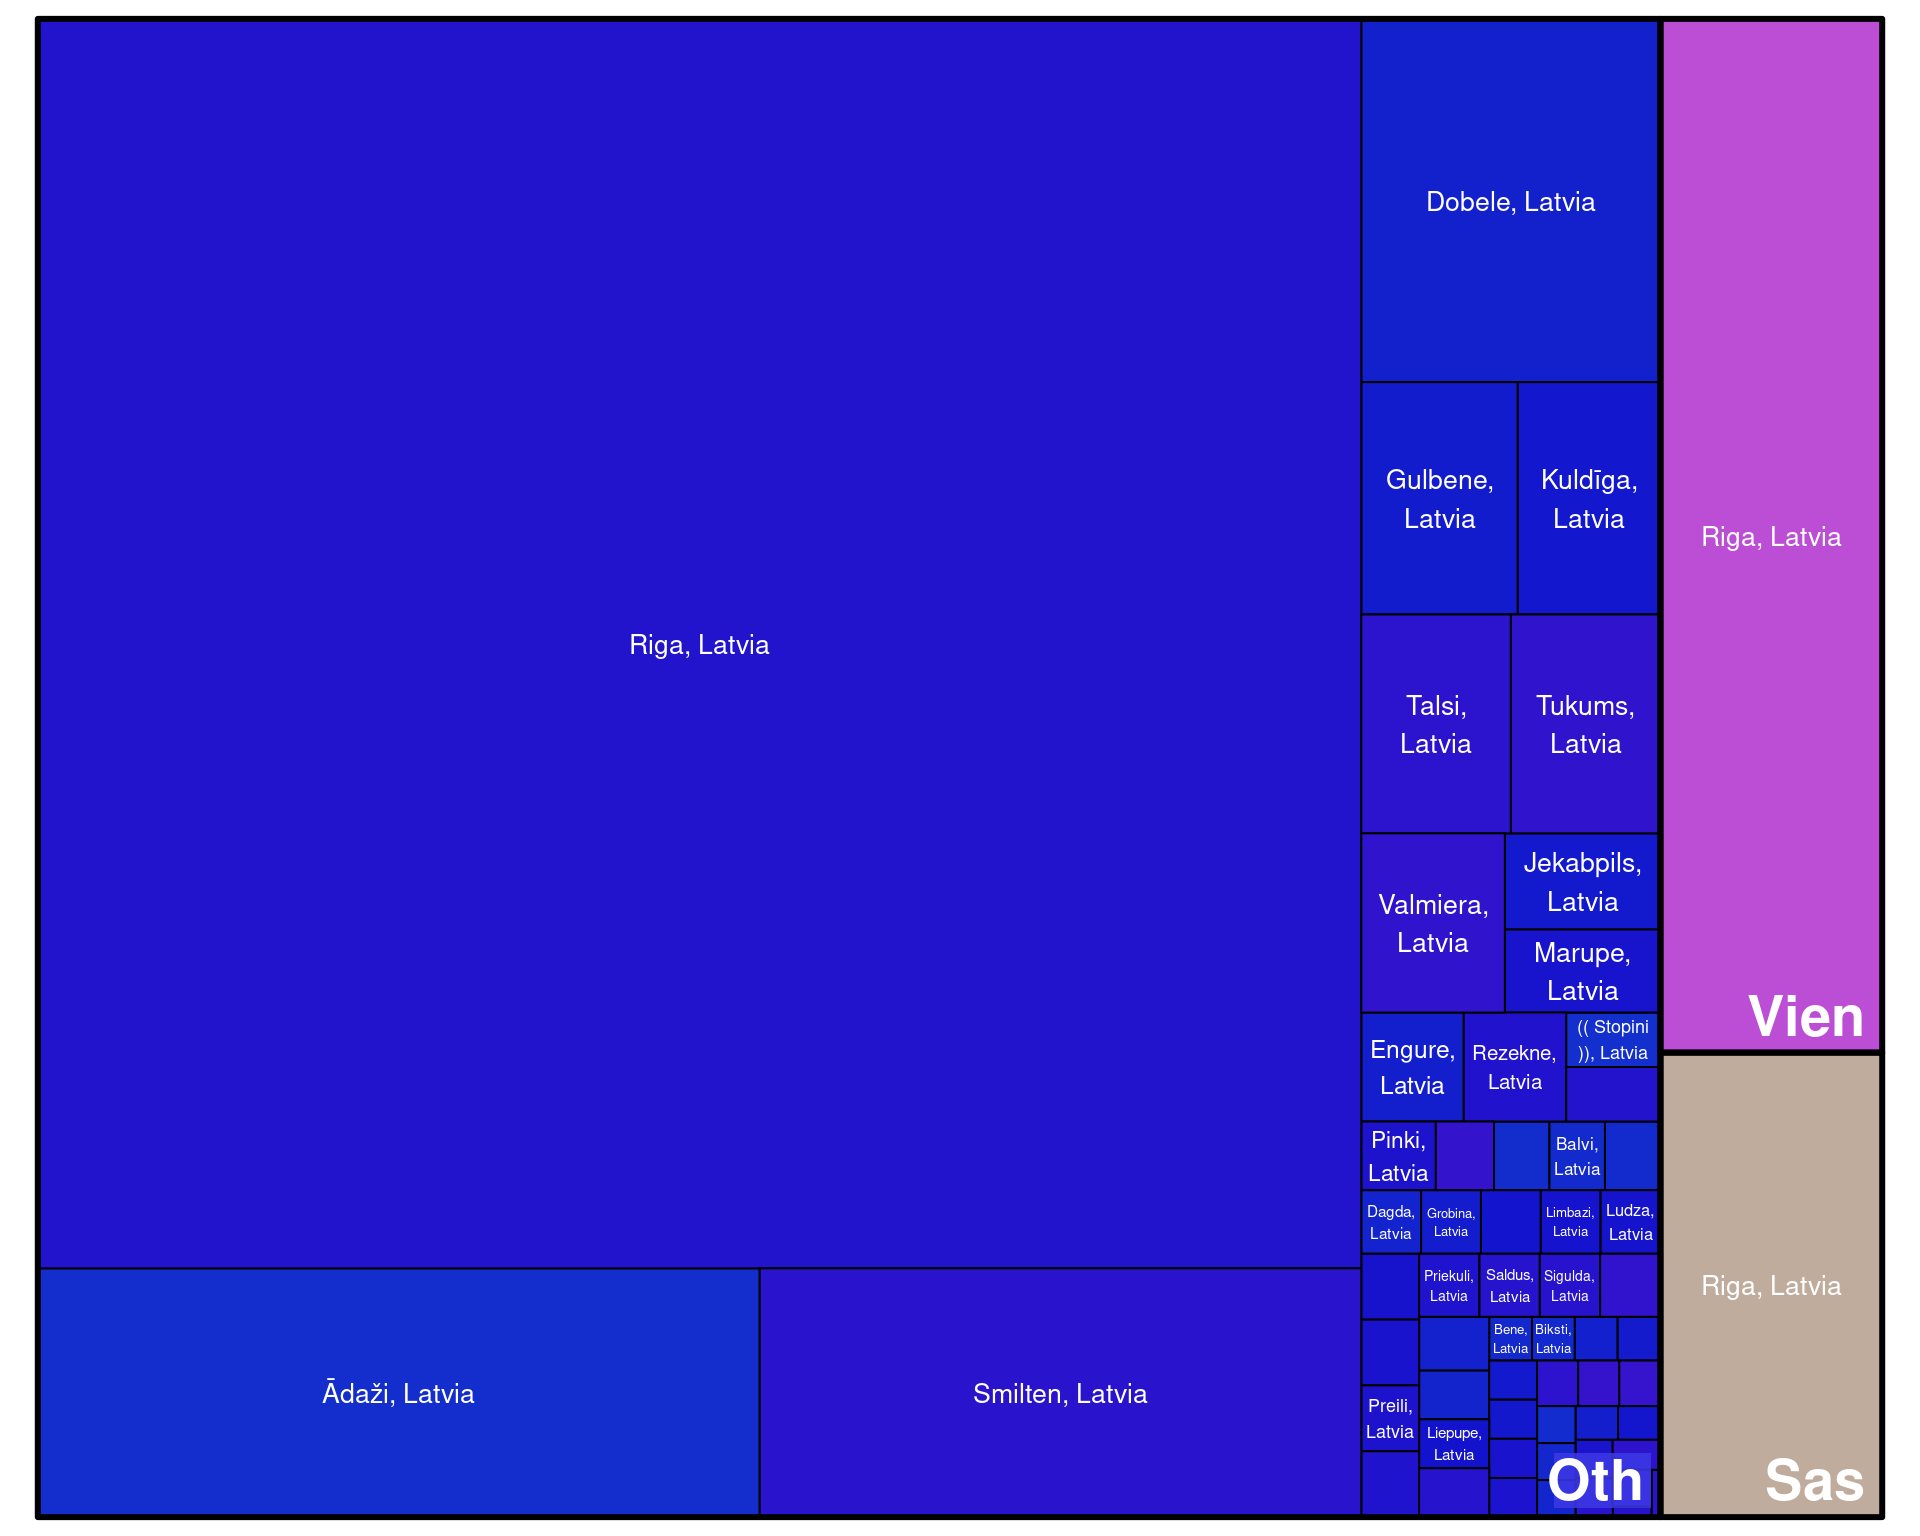 Riga, Latvia
Ādaži, Latvia
Smilten, Latvia
Dobele, Latvia
Gulbene,
Latvia
Kuldīga,
Latvia
Talsi,
Latvia
Tukums,
Latvia
Valmiera,
Latvia
Jekabpils,
Latvia
Marupe,
Latvia
Engure,
Latvia
Rezekne,
Latvia
(( Stopini
)), Latvia
Pinki,
Latvia
Balvi,
Latvia
Dagda,
Latvia
Grobina,
Latvia
Limbazi,
Latvia
Ludza,
Latvia
Priekuli,
Latvia
Saldus,
Latvia
Sigulda,
Latvia
Bene,
Latvia
Biksti,
Latvia
Preili,
Latvia
Liepupe,
Latvia
Oth
Riga, Latvia
Vien
Riga, Latvia
Sas